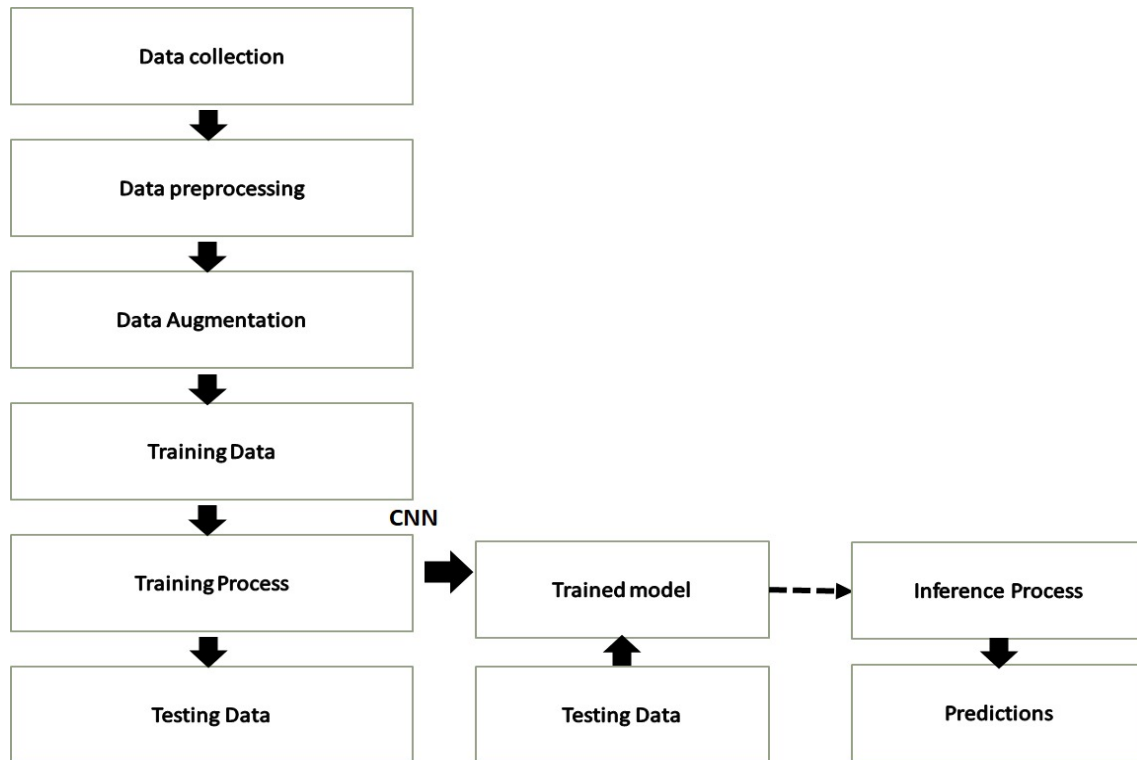 Data collection
Data preprocessing
Data Augmentation
Training Data
CNN
Training Process
Trained model
Inference Process
Testing Data
Testing Data
Predictions